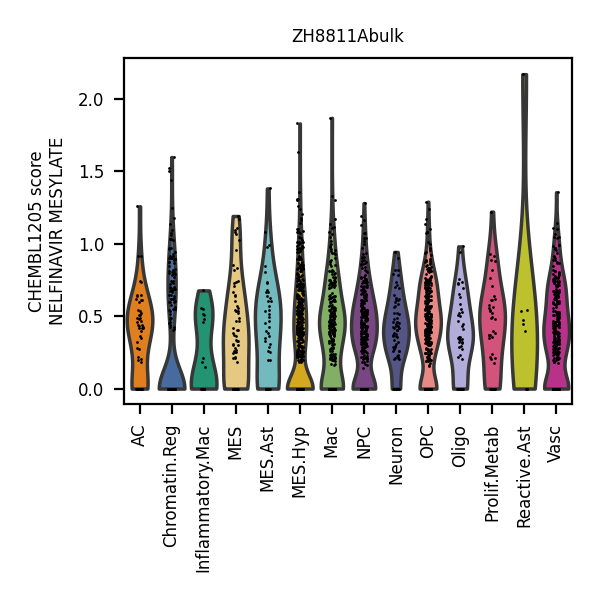 ZH8811Abulk
CHEMBL1205 score
NELFINAVIR MESYLATE
2.0
1.5
1.0
0.5
0.0
AC
Chromatin.Reg
Inflammatory.Mac
MES
MES.Ast
MES.Hyp
Mac
NPC
Neuron
OPC
Oligo
Prolif.Metab
Reactive.Ast
Vasc